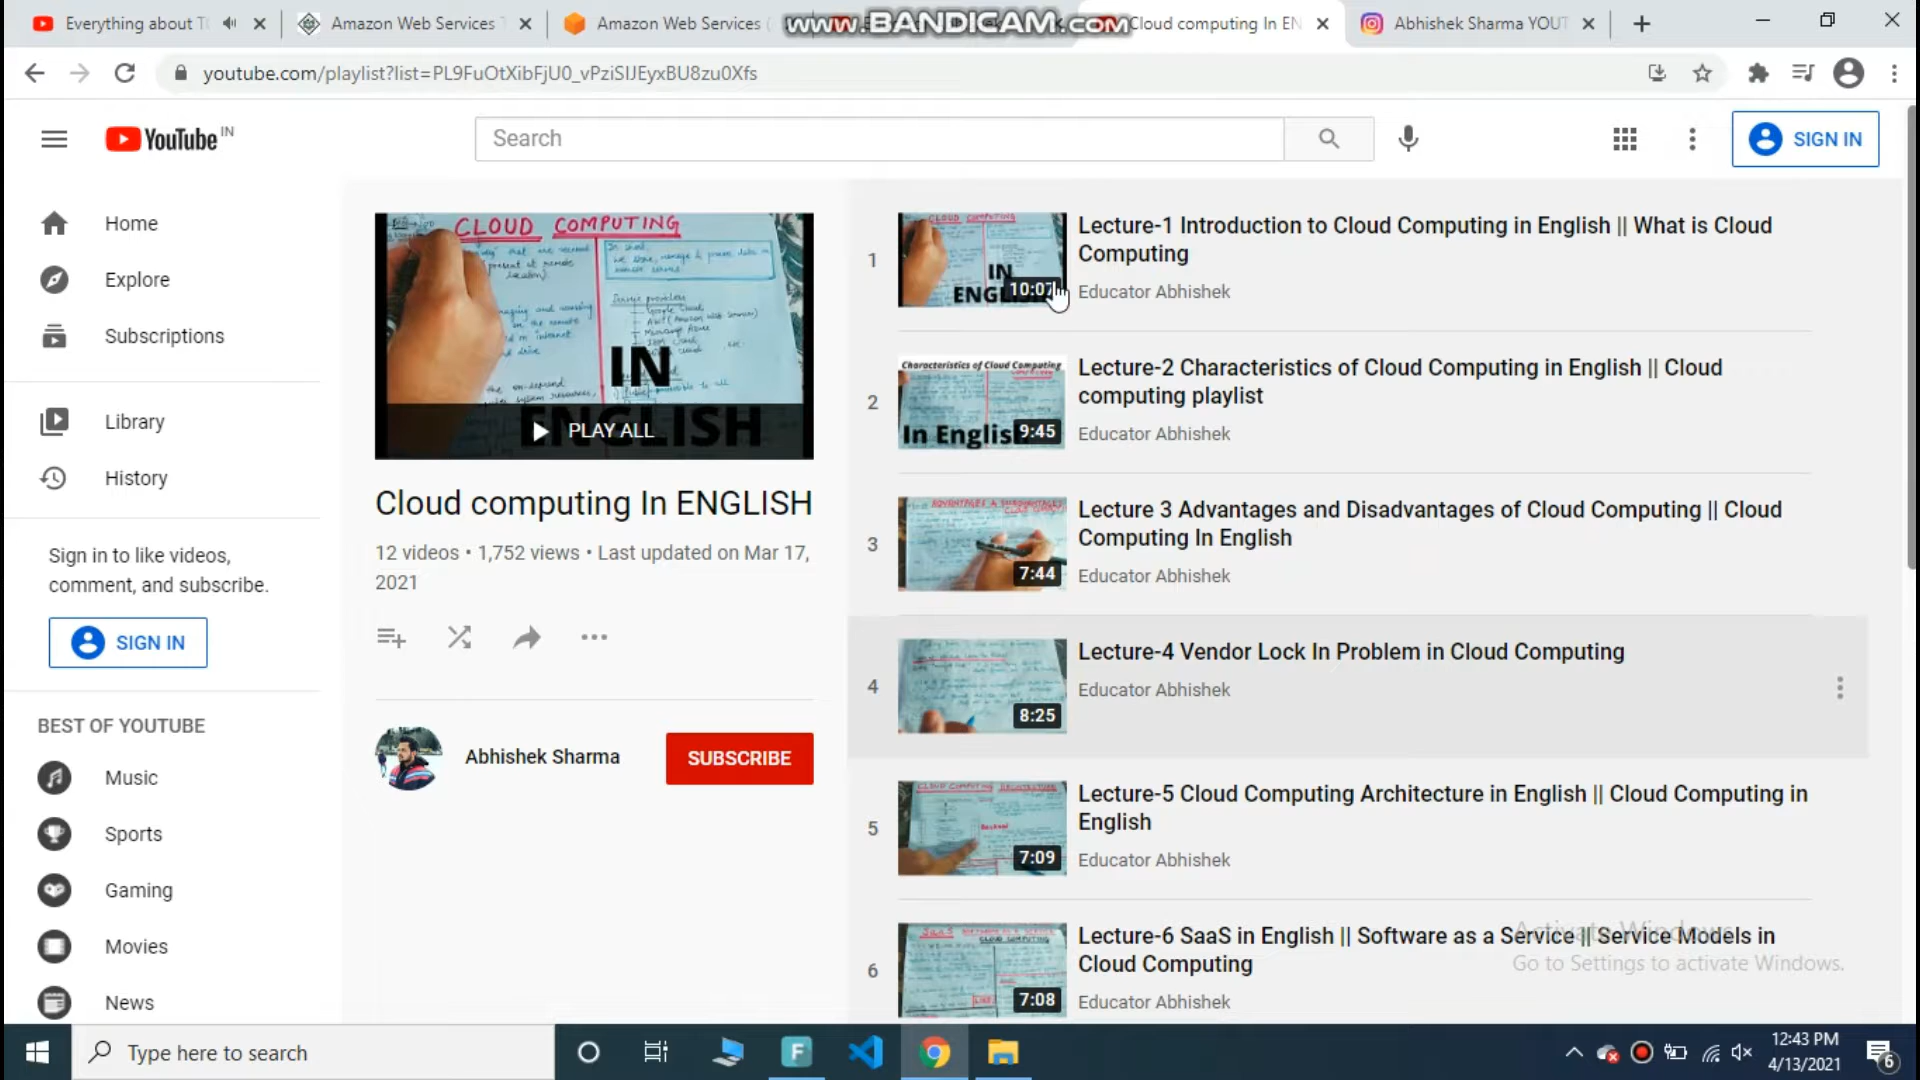 Everything about T
Amazon Web Services
Amazon Web Services
www.BANDICAM.com
Cloud computing In EN
Abhishek Sharma YOUT
youtube.com/playlist?list=PL9FuOtXibFjU0_vPziSIJEyxBU8zu0Xfs
YouTube IN
Search
SIGN IN
Home
Explore
Subscriptions
Library
History
Sign in to like videos,
comment, and subscribe.
SIGN IN
BEST OF YOUTUBE
Music
Sports
Gaming
Movies
News
CLOUD COMPUTING
IN
ENGLISH
PLAY ALL
Cloud computing In ENGLISH
12 videos • 1,752 views • Last updated on Mar 17,
2021
Abhishek Sharma
SUBSCRIBE
1
CLOUD COMPUTING
IN
ENGLISH
10:07
Lecture-1 Introduction to Cloud Computing in English || What is Cloud
Computing
Educator Abhishek
2
Characteristics of Cloud Computing
In English
9:45
Lecture-2 Characteristics of Cloud Computing in English || Cloud
computing playlist
Educator Abhishek
3
7:44
Lecture 3 Advantages and Disadvantages of Cloud Computing || Cloud
Computing In English
Educator Abhishek
4
8:25
Lecture-4 Vendor Lock In Problem in Cloud Computing
Educator Abhishek
5
7:09
Lecture-5 Cloud Computing Architecture in English || Cloud Computing in
English
Educator Abhishek
6
7:08
Lecture-6 SaaS in English || Software as a Service || Service Models in
Cloud Computing
Educator Abhishek
Activate Windows
Go to Settings to activate Windows.
Type here to search
12:43 PM
4/13/2021
6